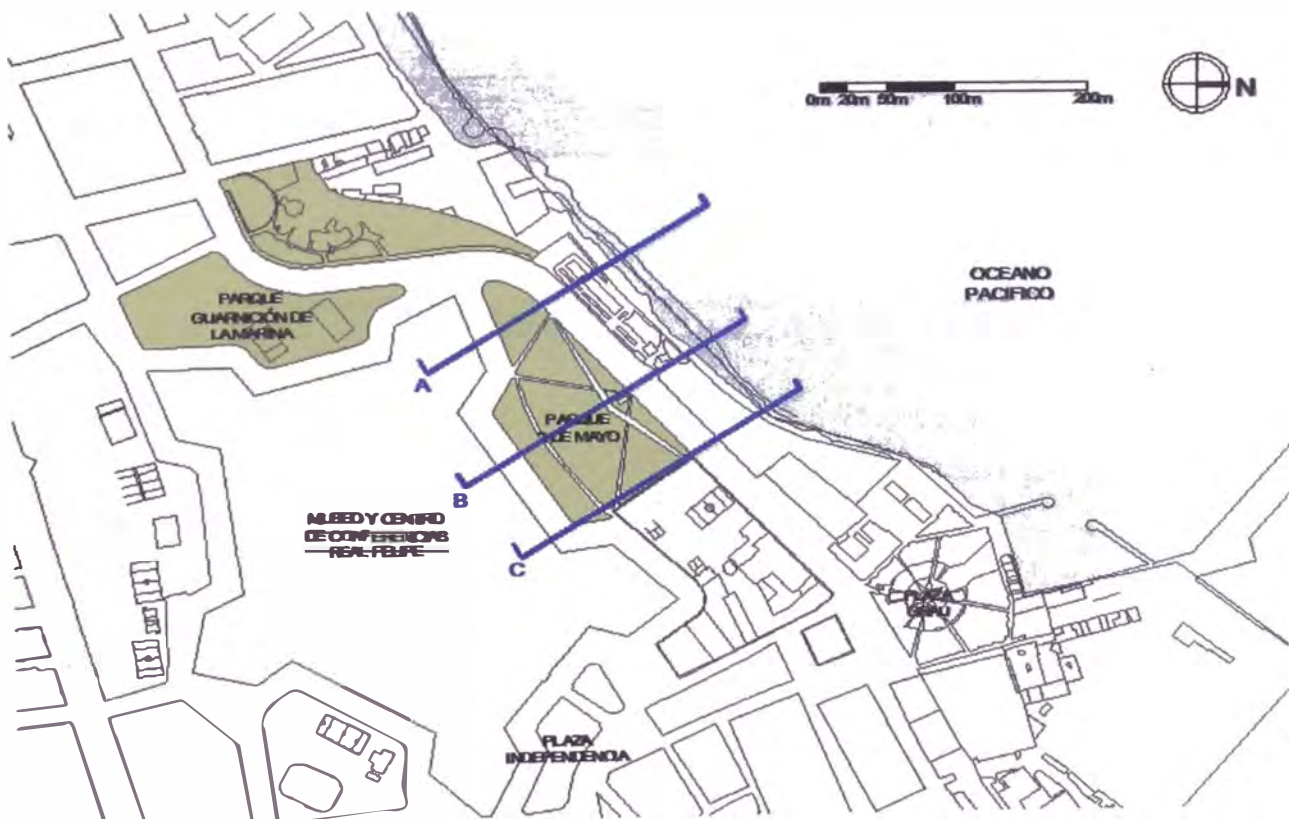 0m 20m 50m 100m 200m
N
OCEANO
PACIFICO
PARQUE
GUARNICIÓN DE
LA MARINA
A
PARQUE
2 DE MAYO
B
MUSEO Y CENTRO
DE CONFERENCIAS
REAL FELIPE
C
PLAZA
GRAU
PLAZA
INDEPENDENCIA